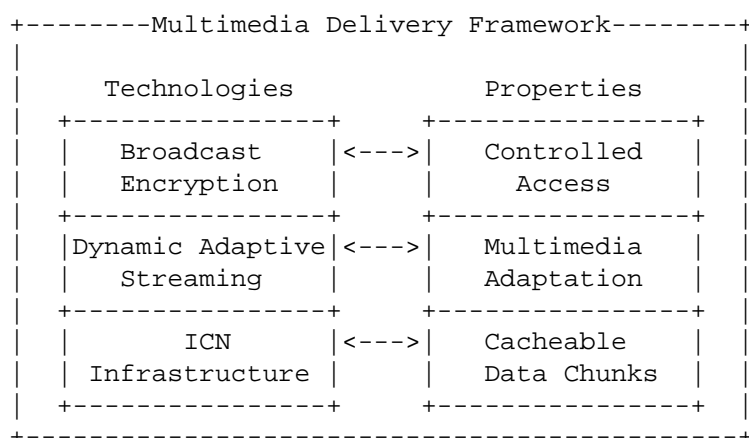 +--------Multimedia Delivery Framework--------+
|                                             |
|     Technologies            Properties      |
|  +----------------+     +----------------+  |
|  |   Broadcast    |<--->|   Controlled   |  |
|  |   Encryption   |     |     Access     |  |
|  +----------------+     +----------------+  |
|  |Dynamic Adaptive|<--->|   Multimedia   |  |
|  |   Streaming    |     |   Adaptation   |  |
|  +----------------+     +----------------+  |
|  |       ICN      |<--->|   Cacheable    |  |
|  | Infrastructure |     |   Data Chunks  |  |
|  +----------------+     +----------------+  |
+---------------------------------------------+